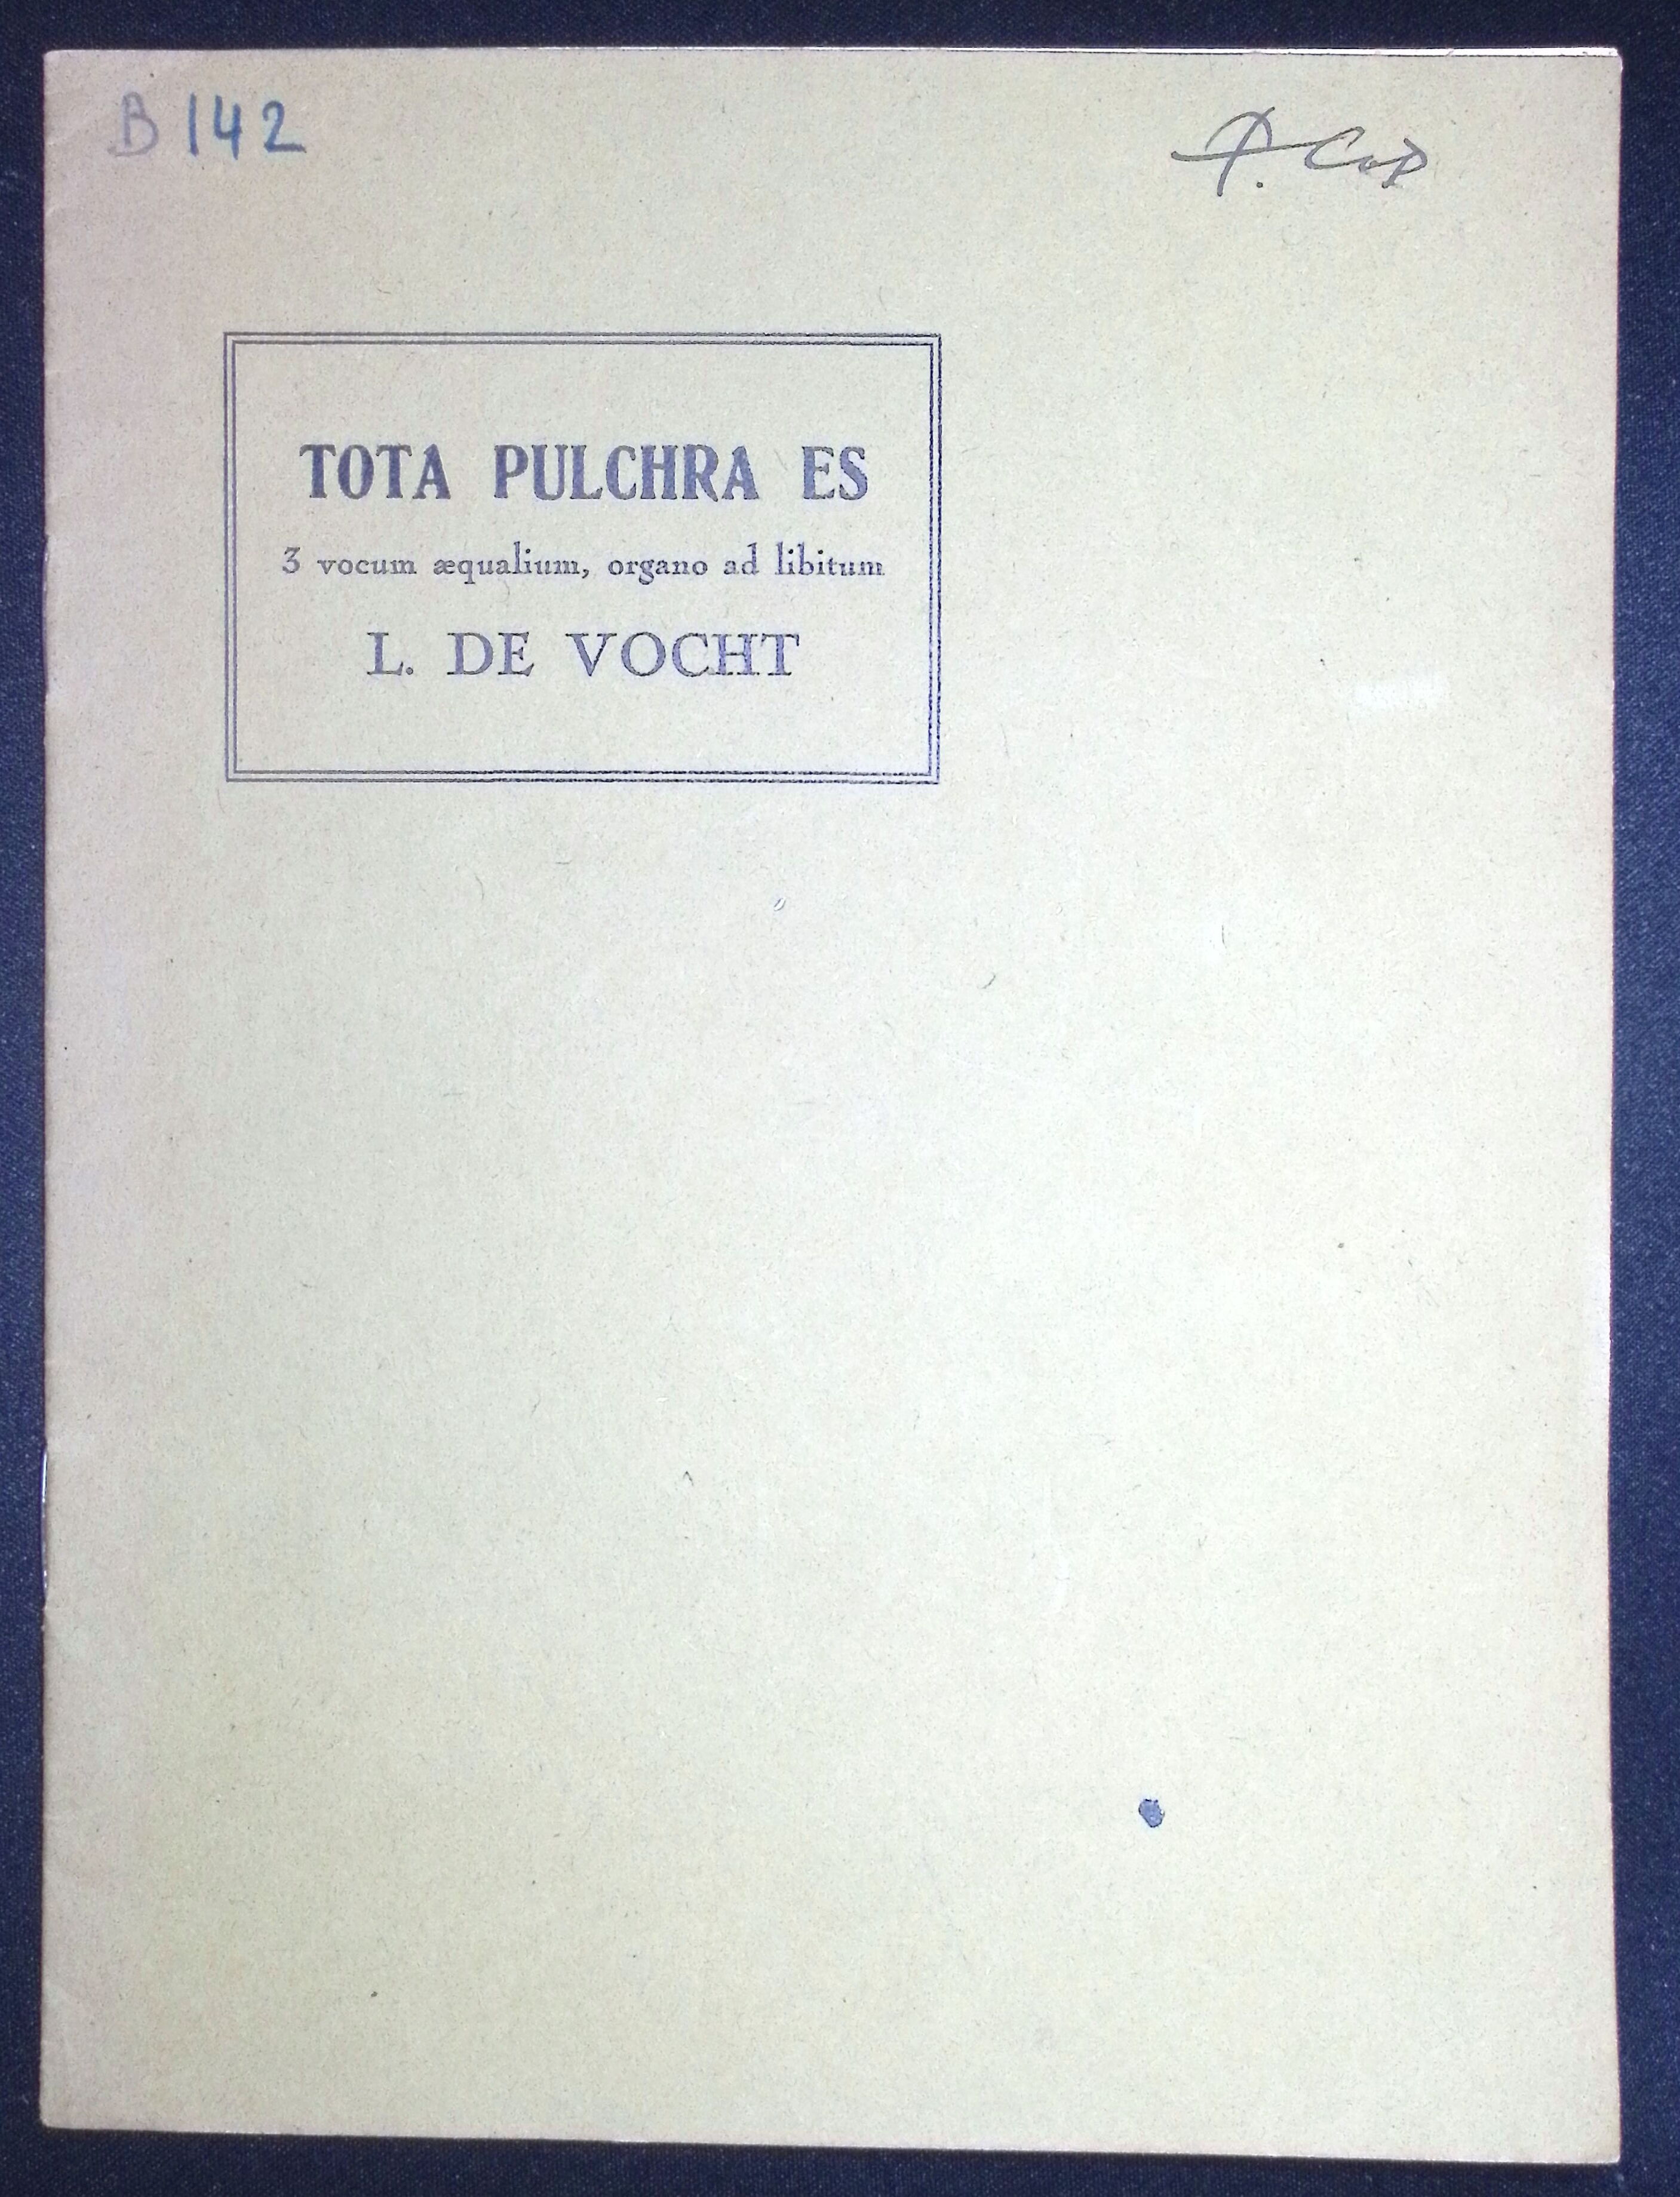 B 142
TOTA PULCHRA ES
3 vocum æqualium, organo ad libitum
L. DE VOCHT